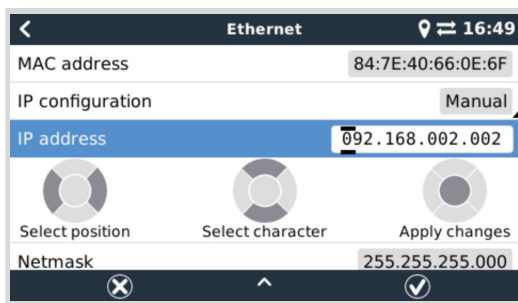 Ethernet 16:49
MAC address 84:7E:40:66:0E:6F
IP configuration Manual
IP address 092.168.002.002
Select position Select character Apply changes
Netmask 255.255.255.000